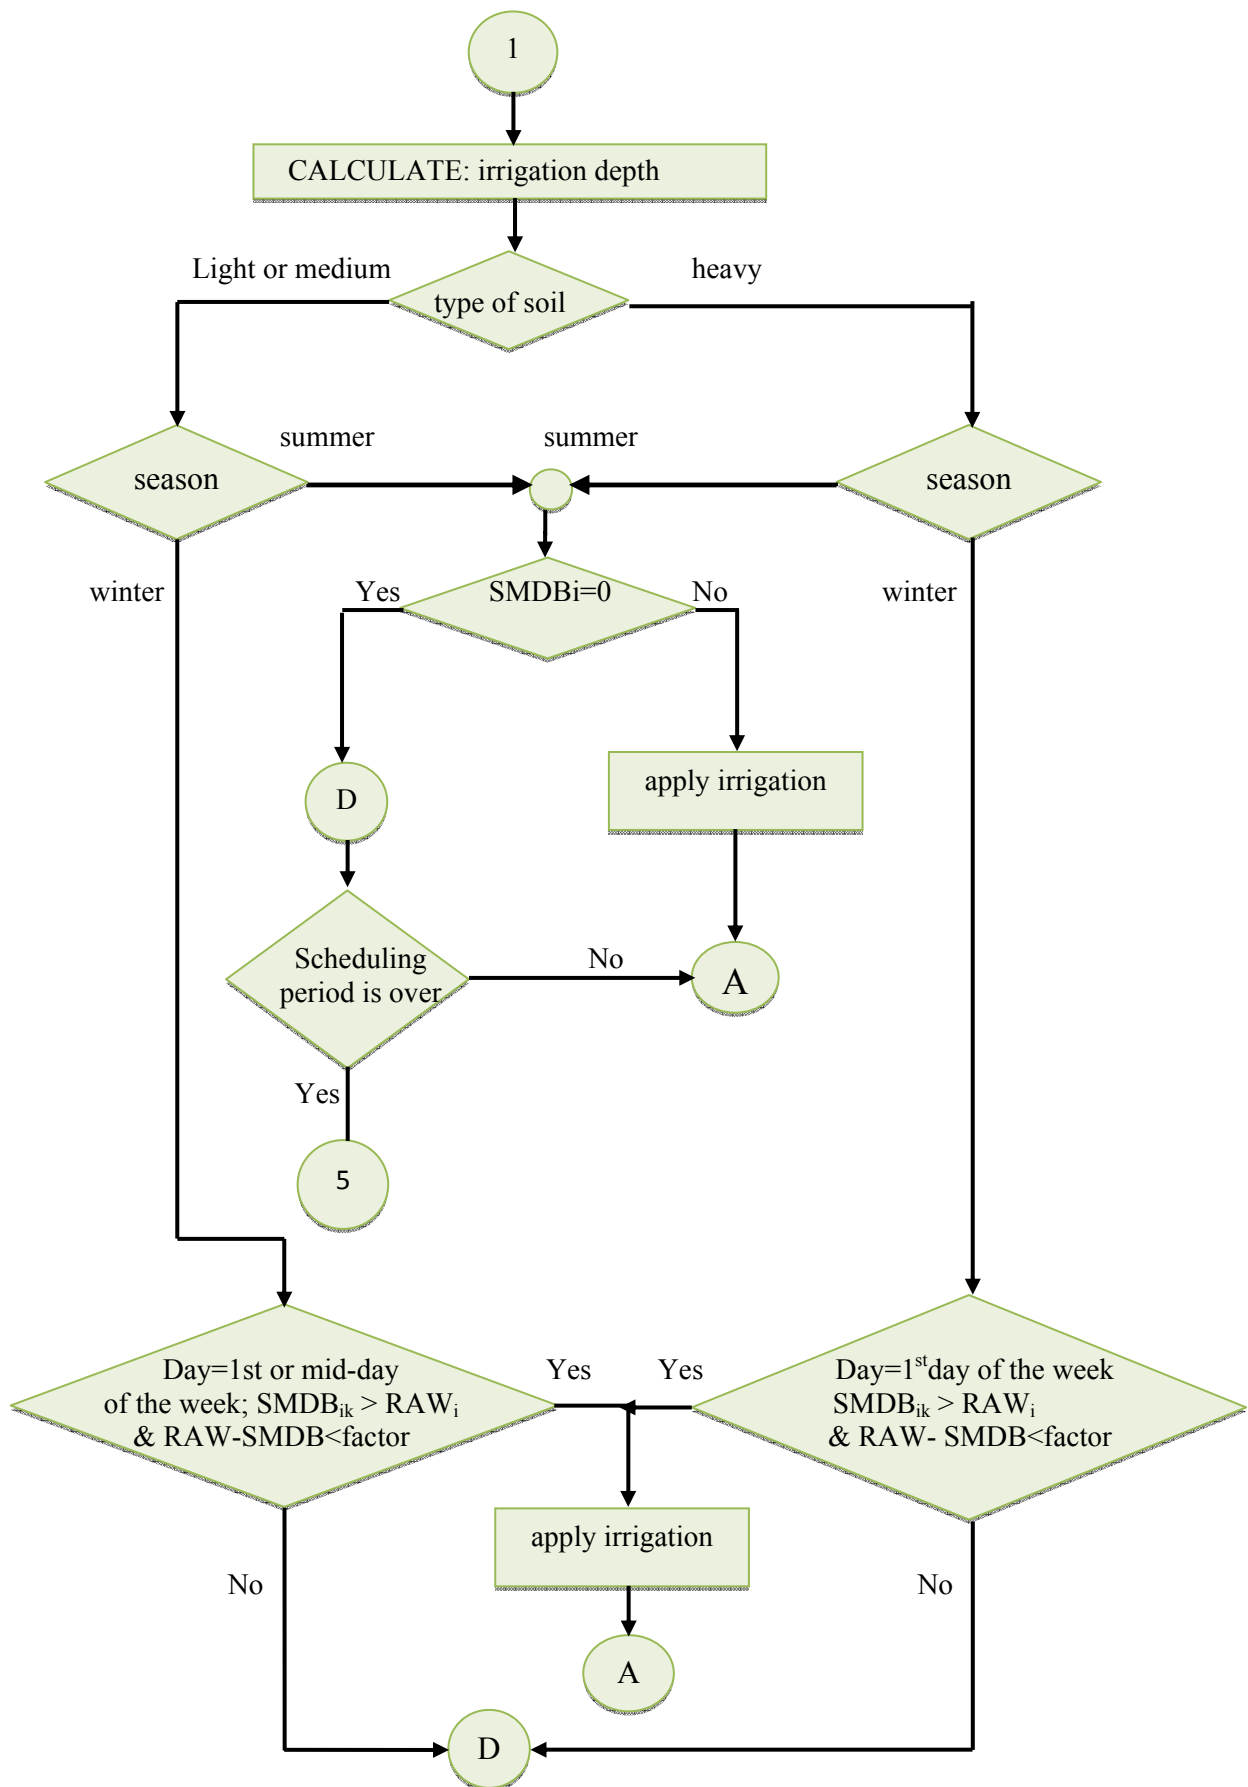 1
CALCULATE: irrigation depth
Light or medium
heavy
type of soil
summer
summer
season
season
winter
Yes
SMDBi=0
No
winter
apply irrigation
D
Scheduling
period is over
No
A
Yes
5
Day=1st or mid-day
of the week; SMDBik > RAWi
& RAW-SMDB<factor
Yes
Yes
Day=1st day of the week
SMDBik > RAWi
& RAW- SMDB<factor
apply irrigation
No
No
A
D